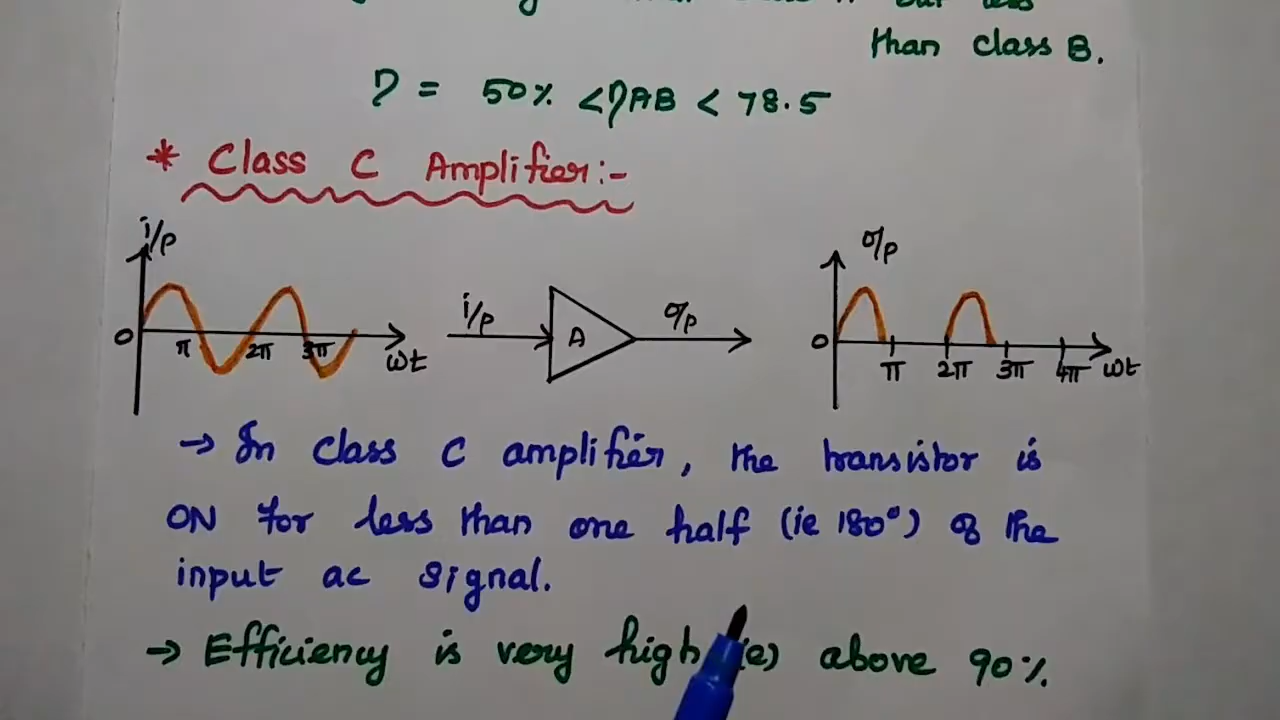 than class B.
η = 50% < ηAB < 78.5
* Class C Amplifier:-
i/p
0 π 2π 3π ωt
i/p A o/p
o/p
0 π 2π 3π 4π ωt
→ In class C amplifier, the transistor is
ON for less than one half (ie 180°) of the
input ac signal.
→ Efficiency is very high (e) above 90%.